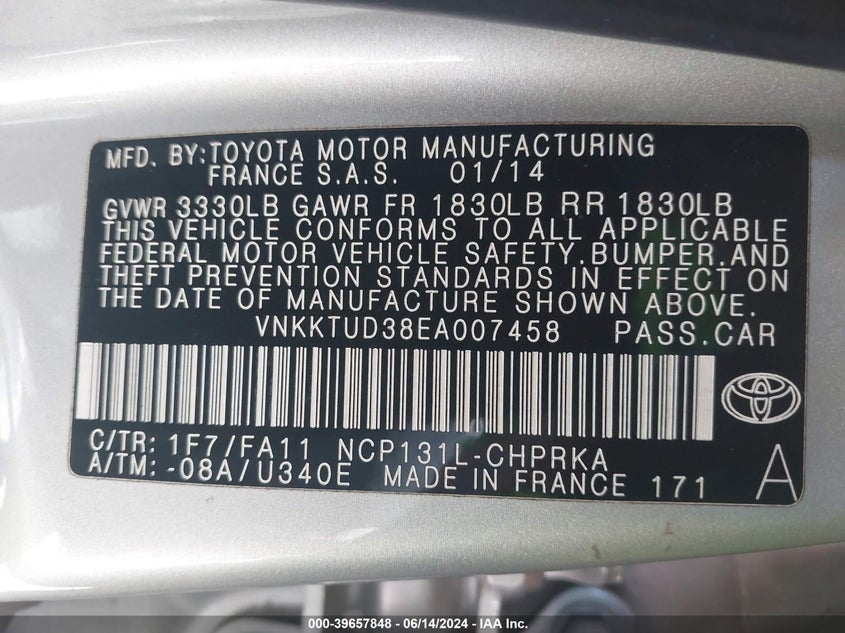 MFD. BY:TOYOTA MOTOR MANUFACTURING
FRANCE S.A.S. 01/14
GVWR 3330LB GAWR FR 1830LB RR 1830LB
THIS VEHICLE CONFORMS TO ALL APPLICABLE
FEDERAL MOTOR VEHICLE SAFETY,BUMPER,AND
THEFT PREVENTION STANDARDS IN EFFECT ON
THE DATE OF MANUFACTURE SHOWN ABOVE.
VNKKTUD38EA007458 PASS.CAR
C/TR: 1F7/FA11 NCP131L-CHPRKA
A/TM: -08A/U340E MADE IN FRANCE 171 A
000-39657848 - 06/14/2024 - IAA Inc.